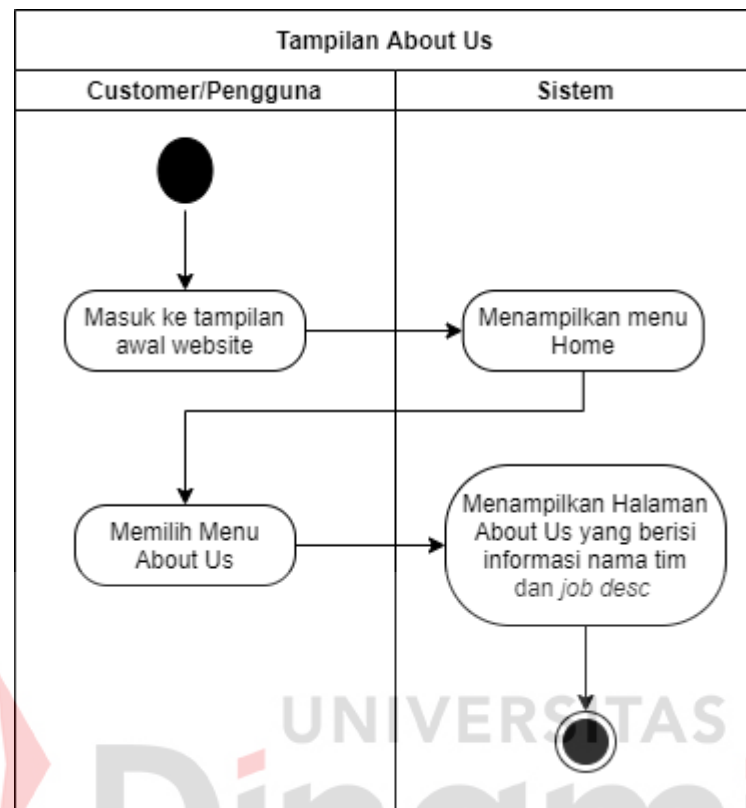 Tampilan About Us
Customer/Pengguna
Sistem
Masuk ke tampilan
awal website
Menampilkan menu
Home
Memilih Menu
About Us
Menampilkan Halaman
About Us yang berisi
informasi nama tim
dan job desc
UNIVERSITAS